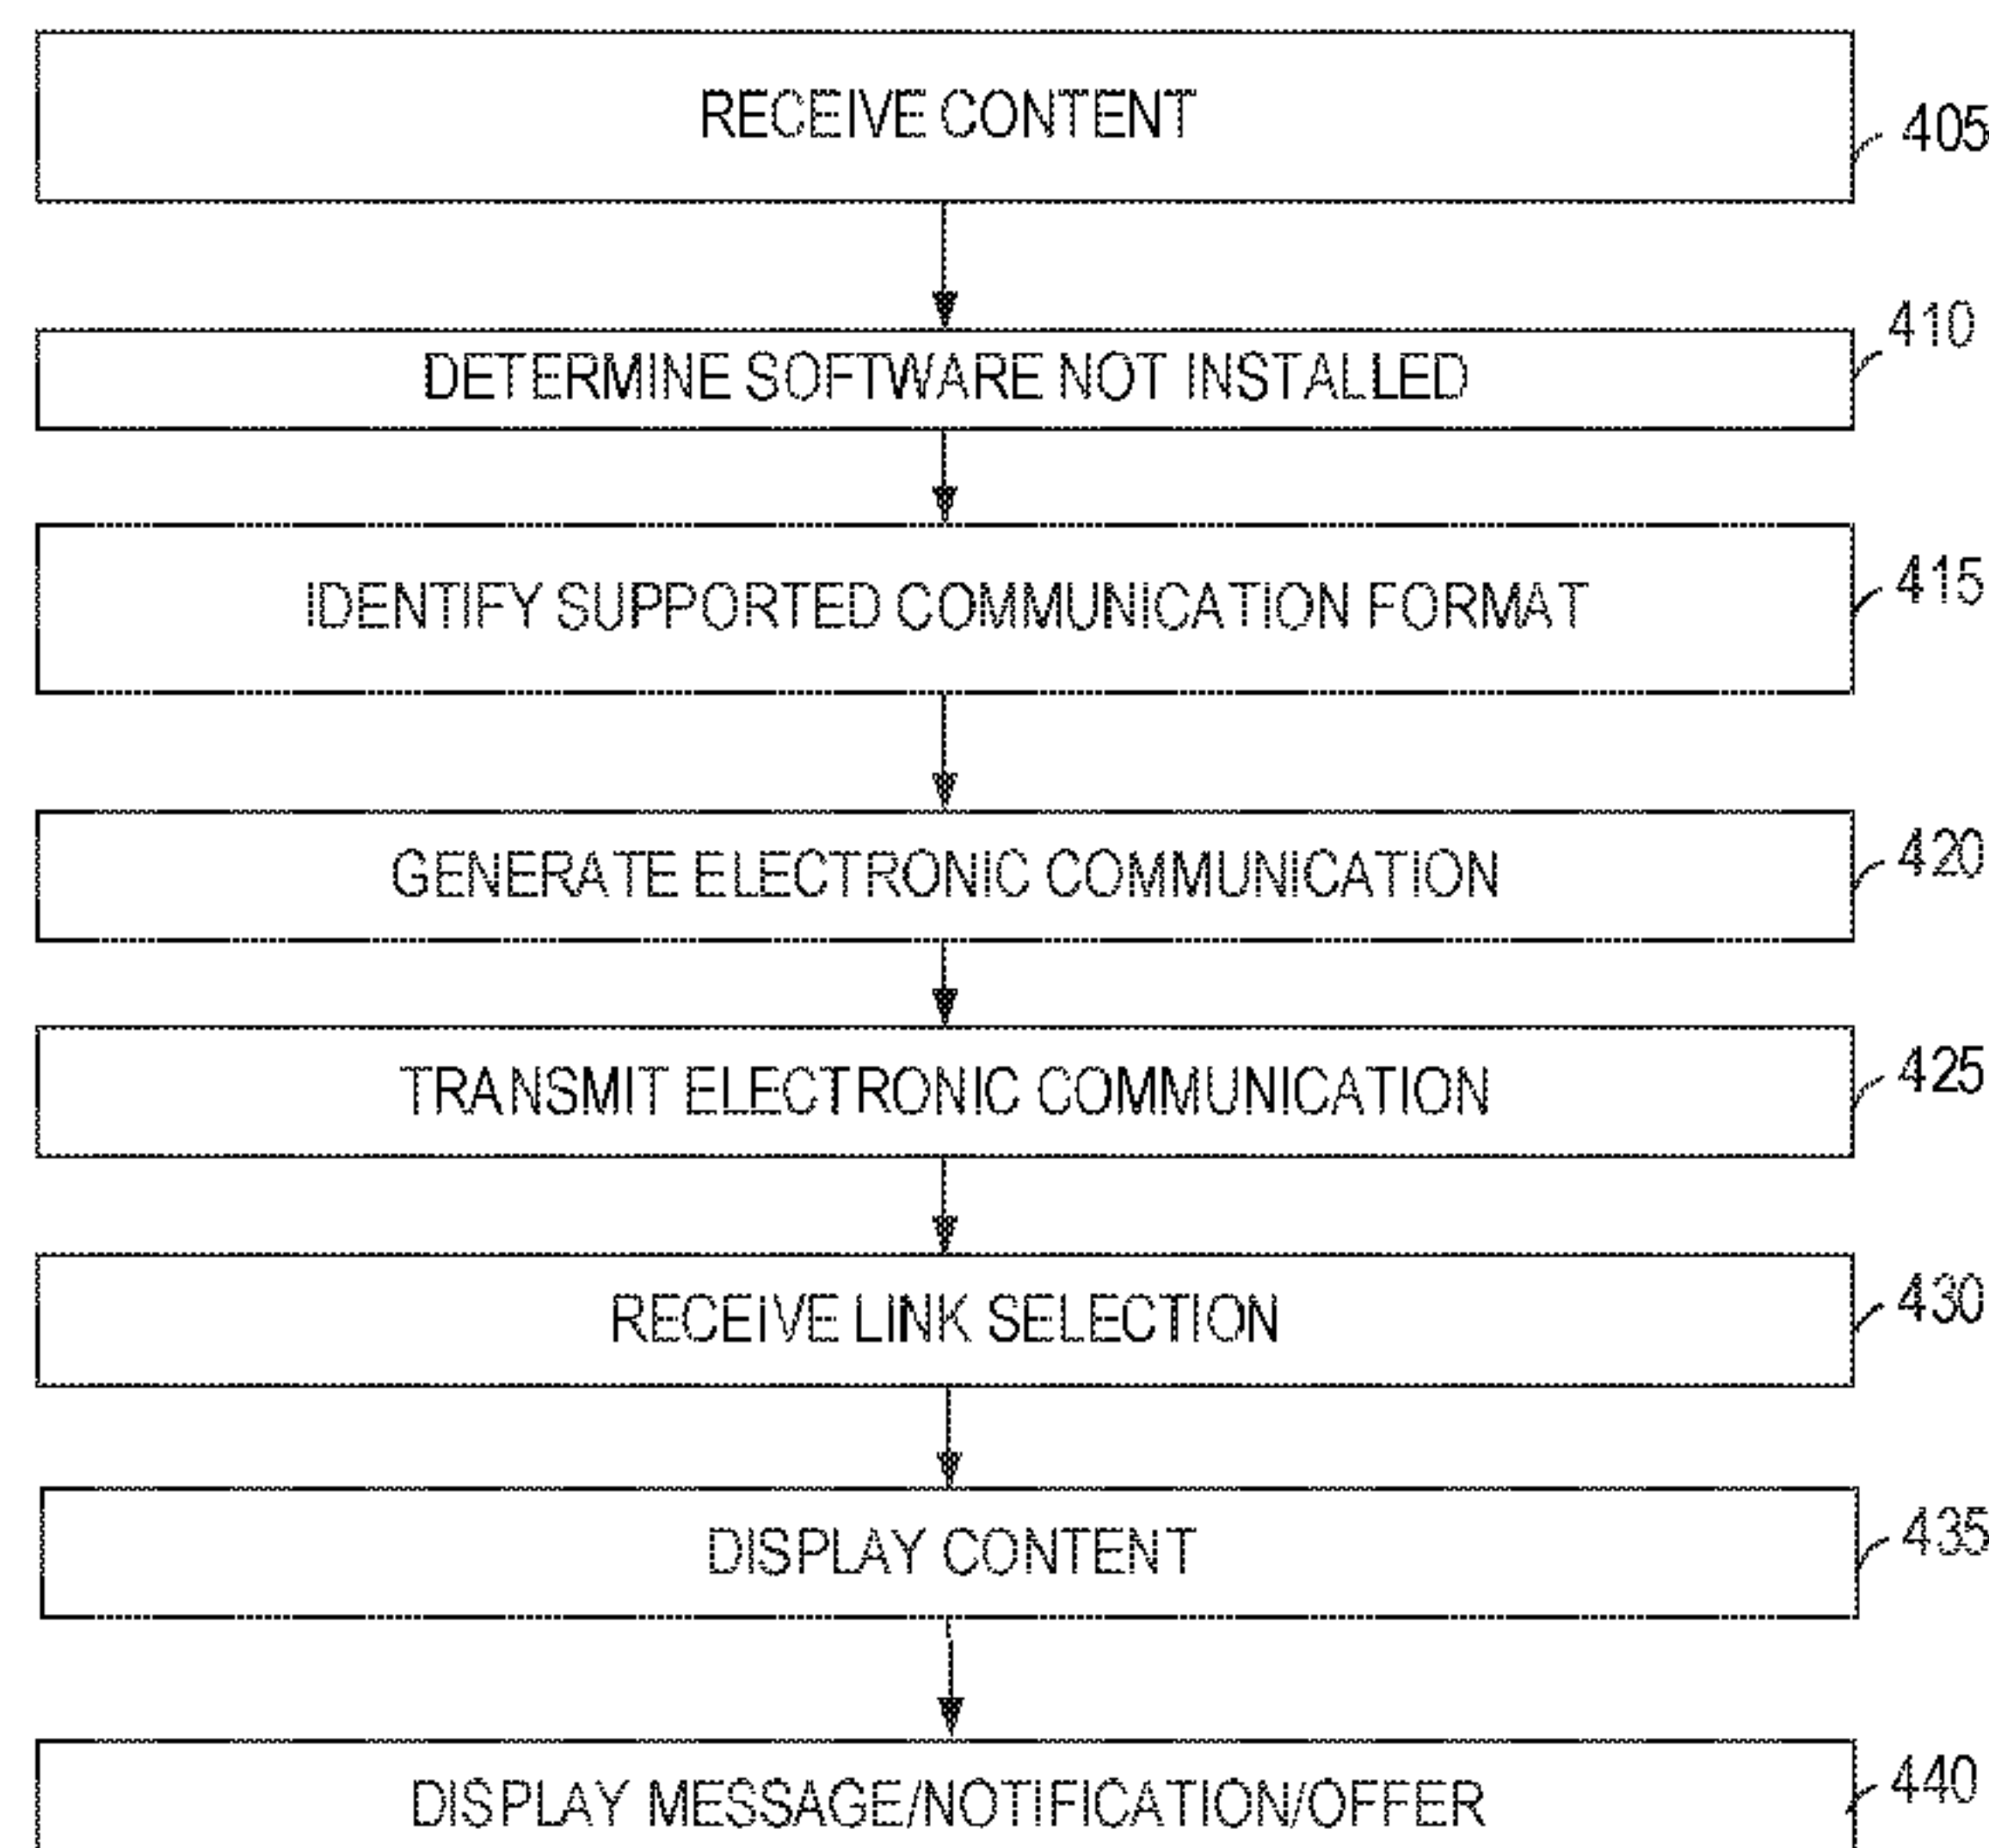 RECEIVE CONTENT
405
DETERMINE SOFTWARE NOT INSTALLED
410
IDENTIFY SUPPORTED COMMUNICATION FORMAT
415
GENERATE ELECTRONIC COMMUNICATION
420
TRANSMIT ELECTRONIC COMMUNICATION
425
RECEIVE LINK SELECTION
430
DISPLAY CONTENT
435
DISPLAY MESSAGE/NOTIFICATION/OFFER
440